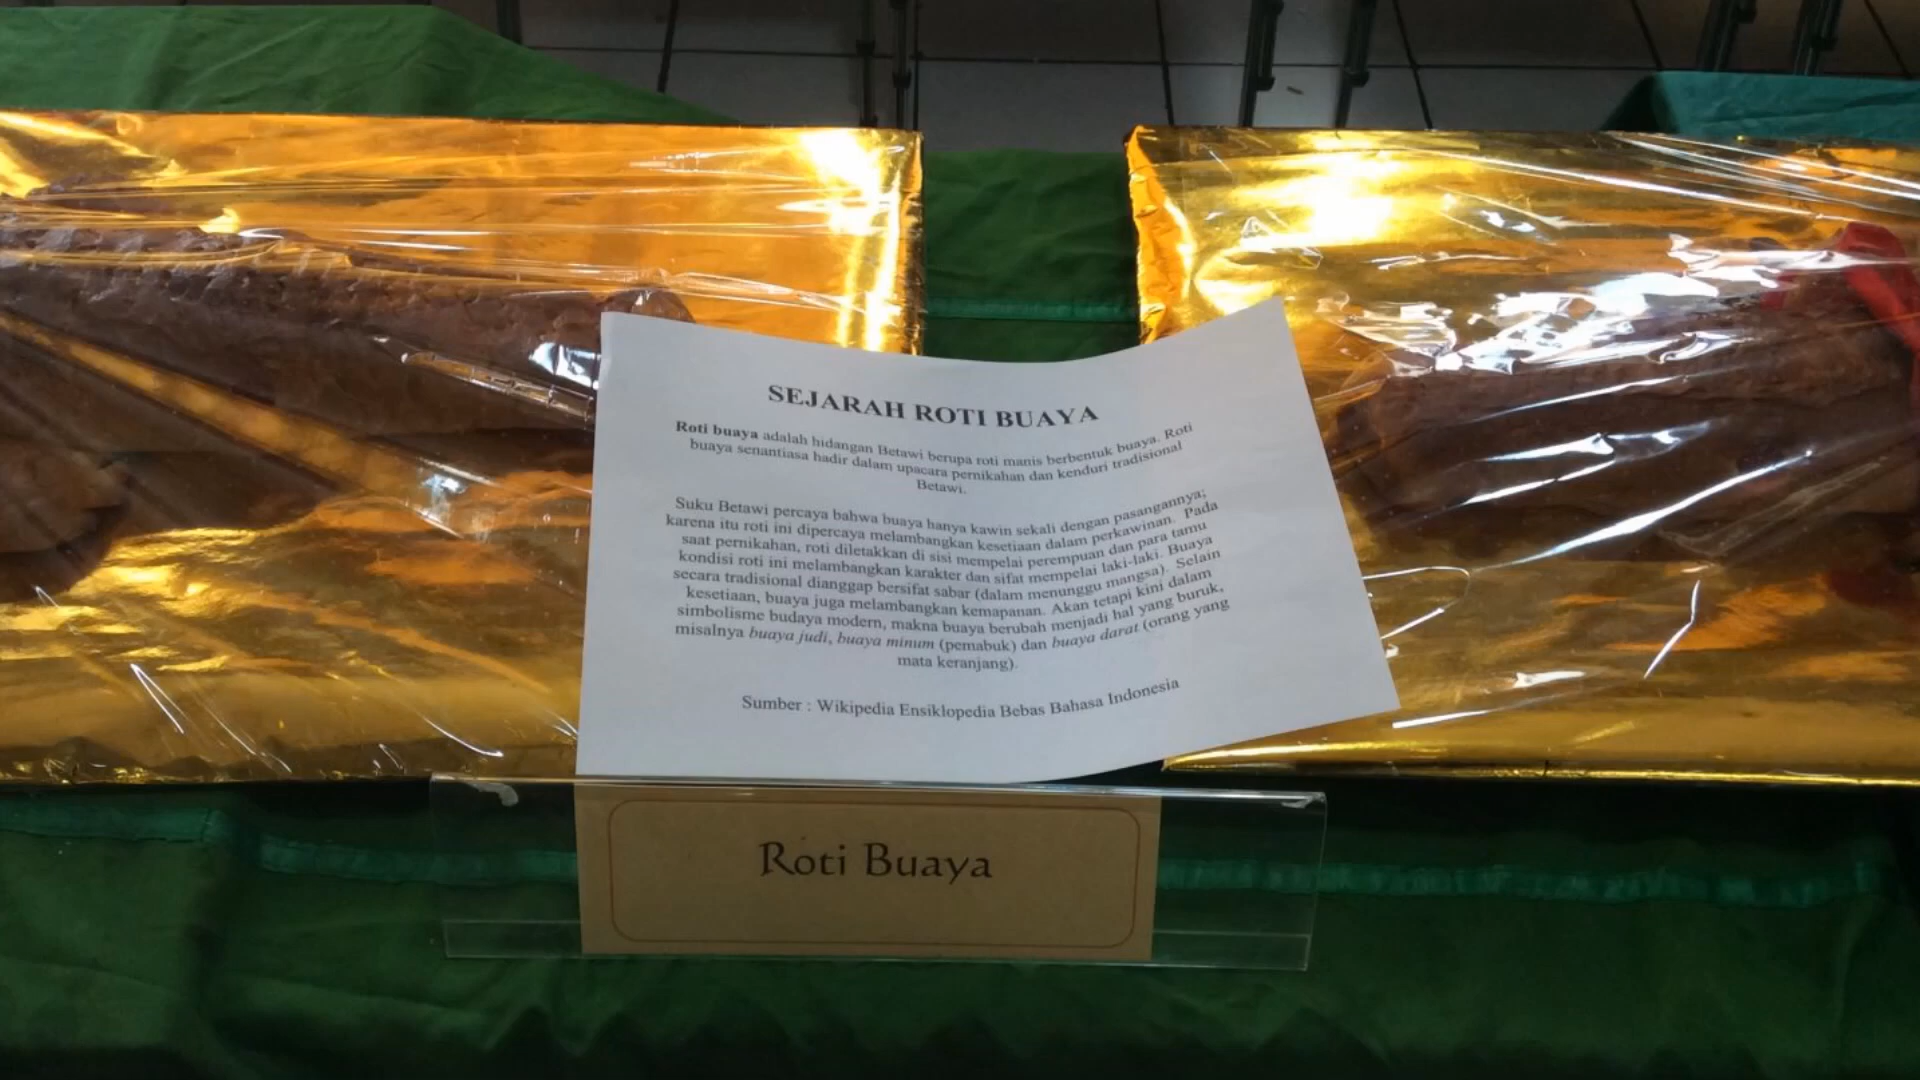 SEJARAH ROTI BUAYA
Roti buaya adalah hidangan Betawi berupa roti manis berbentuk buaya. Roti
buaya senantiasa hadir dalam upacara pernikahan dan kenduri tradisional
Betawi.
Suku Betawi percaya bahwa buaya hanya kawin sekali dengan pasangannya;
karena itu roti ini dipercaya melambangkan kesetiaan dalam perkawinan. Pada
saat pernikahan, roti diletakkan di sisi mempelai perempuan dan para tamu
kondisi roti ini melambangkan karakter dan sifat mempelai laki-laki. Buaya
secara tradisional dianggap bersifat sabar (dalam menunggu mangsa). Selain
kesetiaan, buaya juga melambangkan kemapanan. Akan tetapi kini dalam
simbolisme budaya modern, makna buaya berubah menjadi hal yang buruk,
misalnya buaya judi, buaya minum (pemabuk) dan buaya darat (orang yang
mata keranjang).
Sumber : Wikipedia Ensiklopedia Bebas Bahasa Indonesia
Roti Buaya